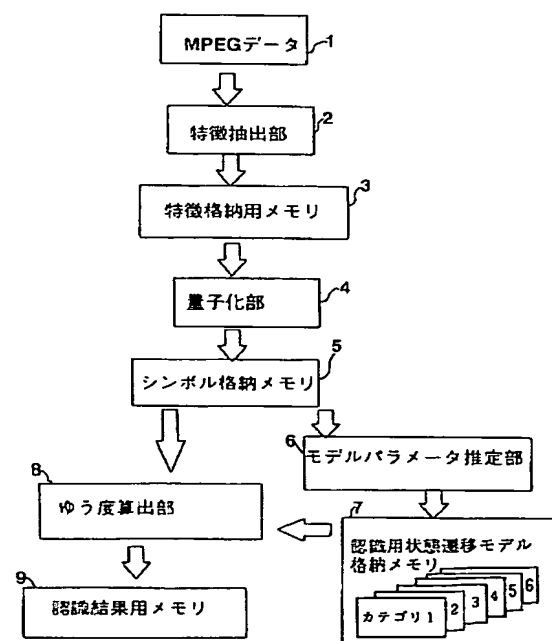 MPEGデータ
1
特徴抽出部
2
特徴格納用メモリ
3
量子化部
4
シンボル格納メモリ
5
モデルパラメータ推定部
6
ゆう度算出部
8
認識用状態遷移モデル
格納メモリ
7
カテゴリ1
2
3
4
5
6
認識結果用メモリ
9